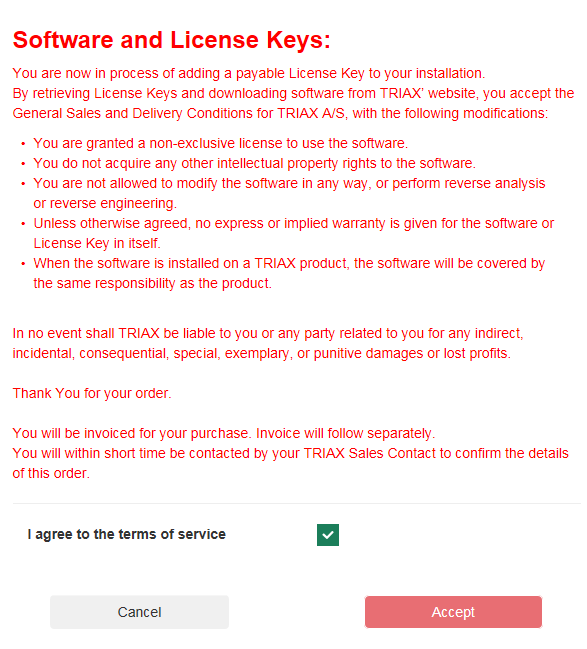 Software and License Keys:
You are now in process of adding a payable License Key to your installation.
By retrieving License Keys and downloading software from TRIAX' website, you accept the
General Sales and Delivery Conditions for TRIAX A/S, with the following modifications:
• You are granted a non-exclusive license to use the software.
• You do not acquire any other intellectual property rights to the software.
• You are not allowed to modify the software in any way, or perform reverse analysis
or reverse engineering.
• Unless otherwise agreed, no express or implied warranty is given for the software or
License Key in itself.
• When the software is installed on a TRIAX product, the software will be covered by
the same responsibility as the product.
In no event shall TRIAX be liable to you or any party related to you for any indirect,
incidental, consequential, special, exemplary, or punitive damages or lost profits.
Thank You for your order.
You will be invoiced for your purchase. Invoice will follow separately.
You will within short time be contacted by your TRIAX Sales Contact to confirm the details
of this order.
I agree to the terms of service
Cancel
Accept